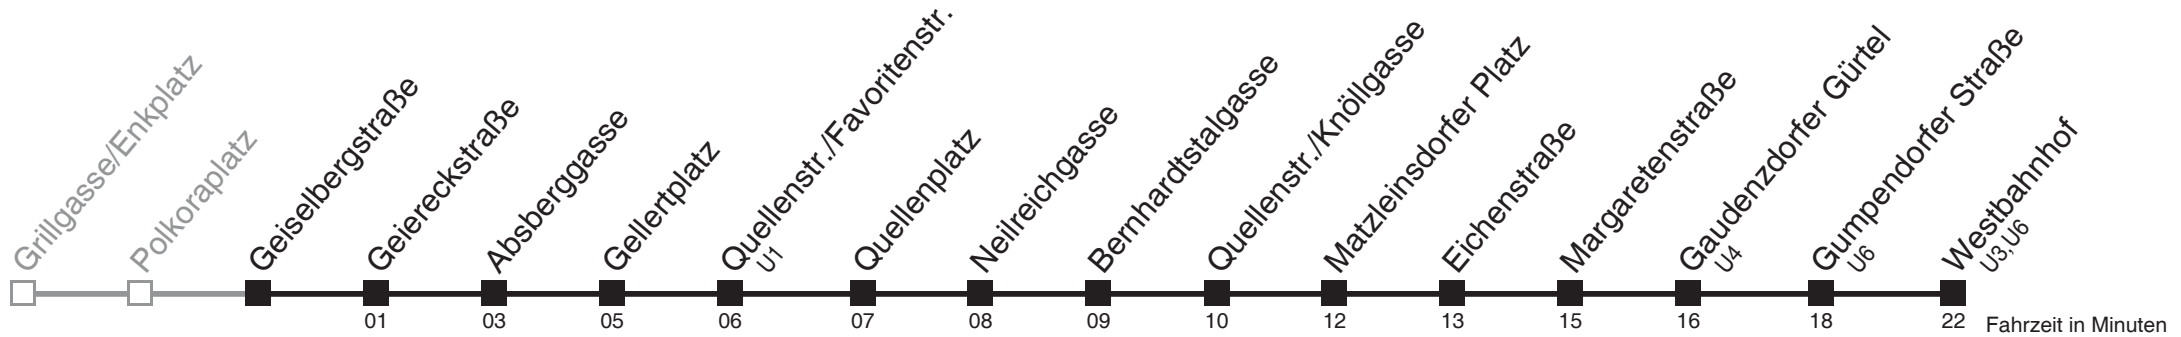 Grillgasse/Enkplatz
Polkoraplatz
Geiselbergstraße
Geiereckstraße
Absberggasse
Gellertplatz
Quellenstr./Favoritenstr.
U1
Quellenplatz
Neilreichgasse
Bernhardtstalgasse
Quellenstr./Knöllgasse
Matzleinsdorfer Platz
Eichenstraße
Margaretenstraße
Gaudenzdorfer Gürtel
U4
Gumpendorfer Straße
U6
Westbahnhof
U3,U6
01 03 05 06 07 08 09 10 12 13 15 16 18 22 Fahrzeit in Minuten